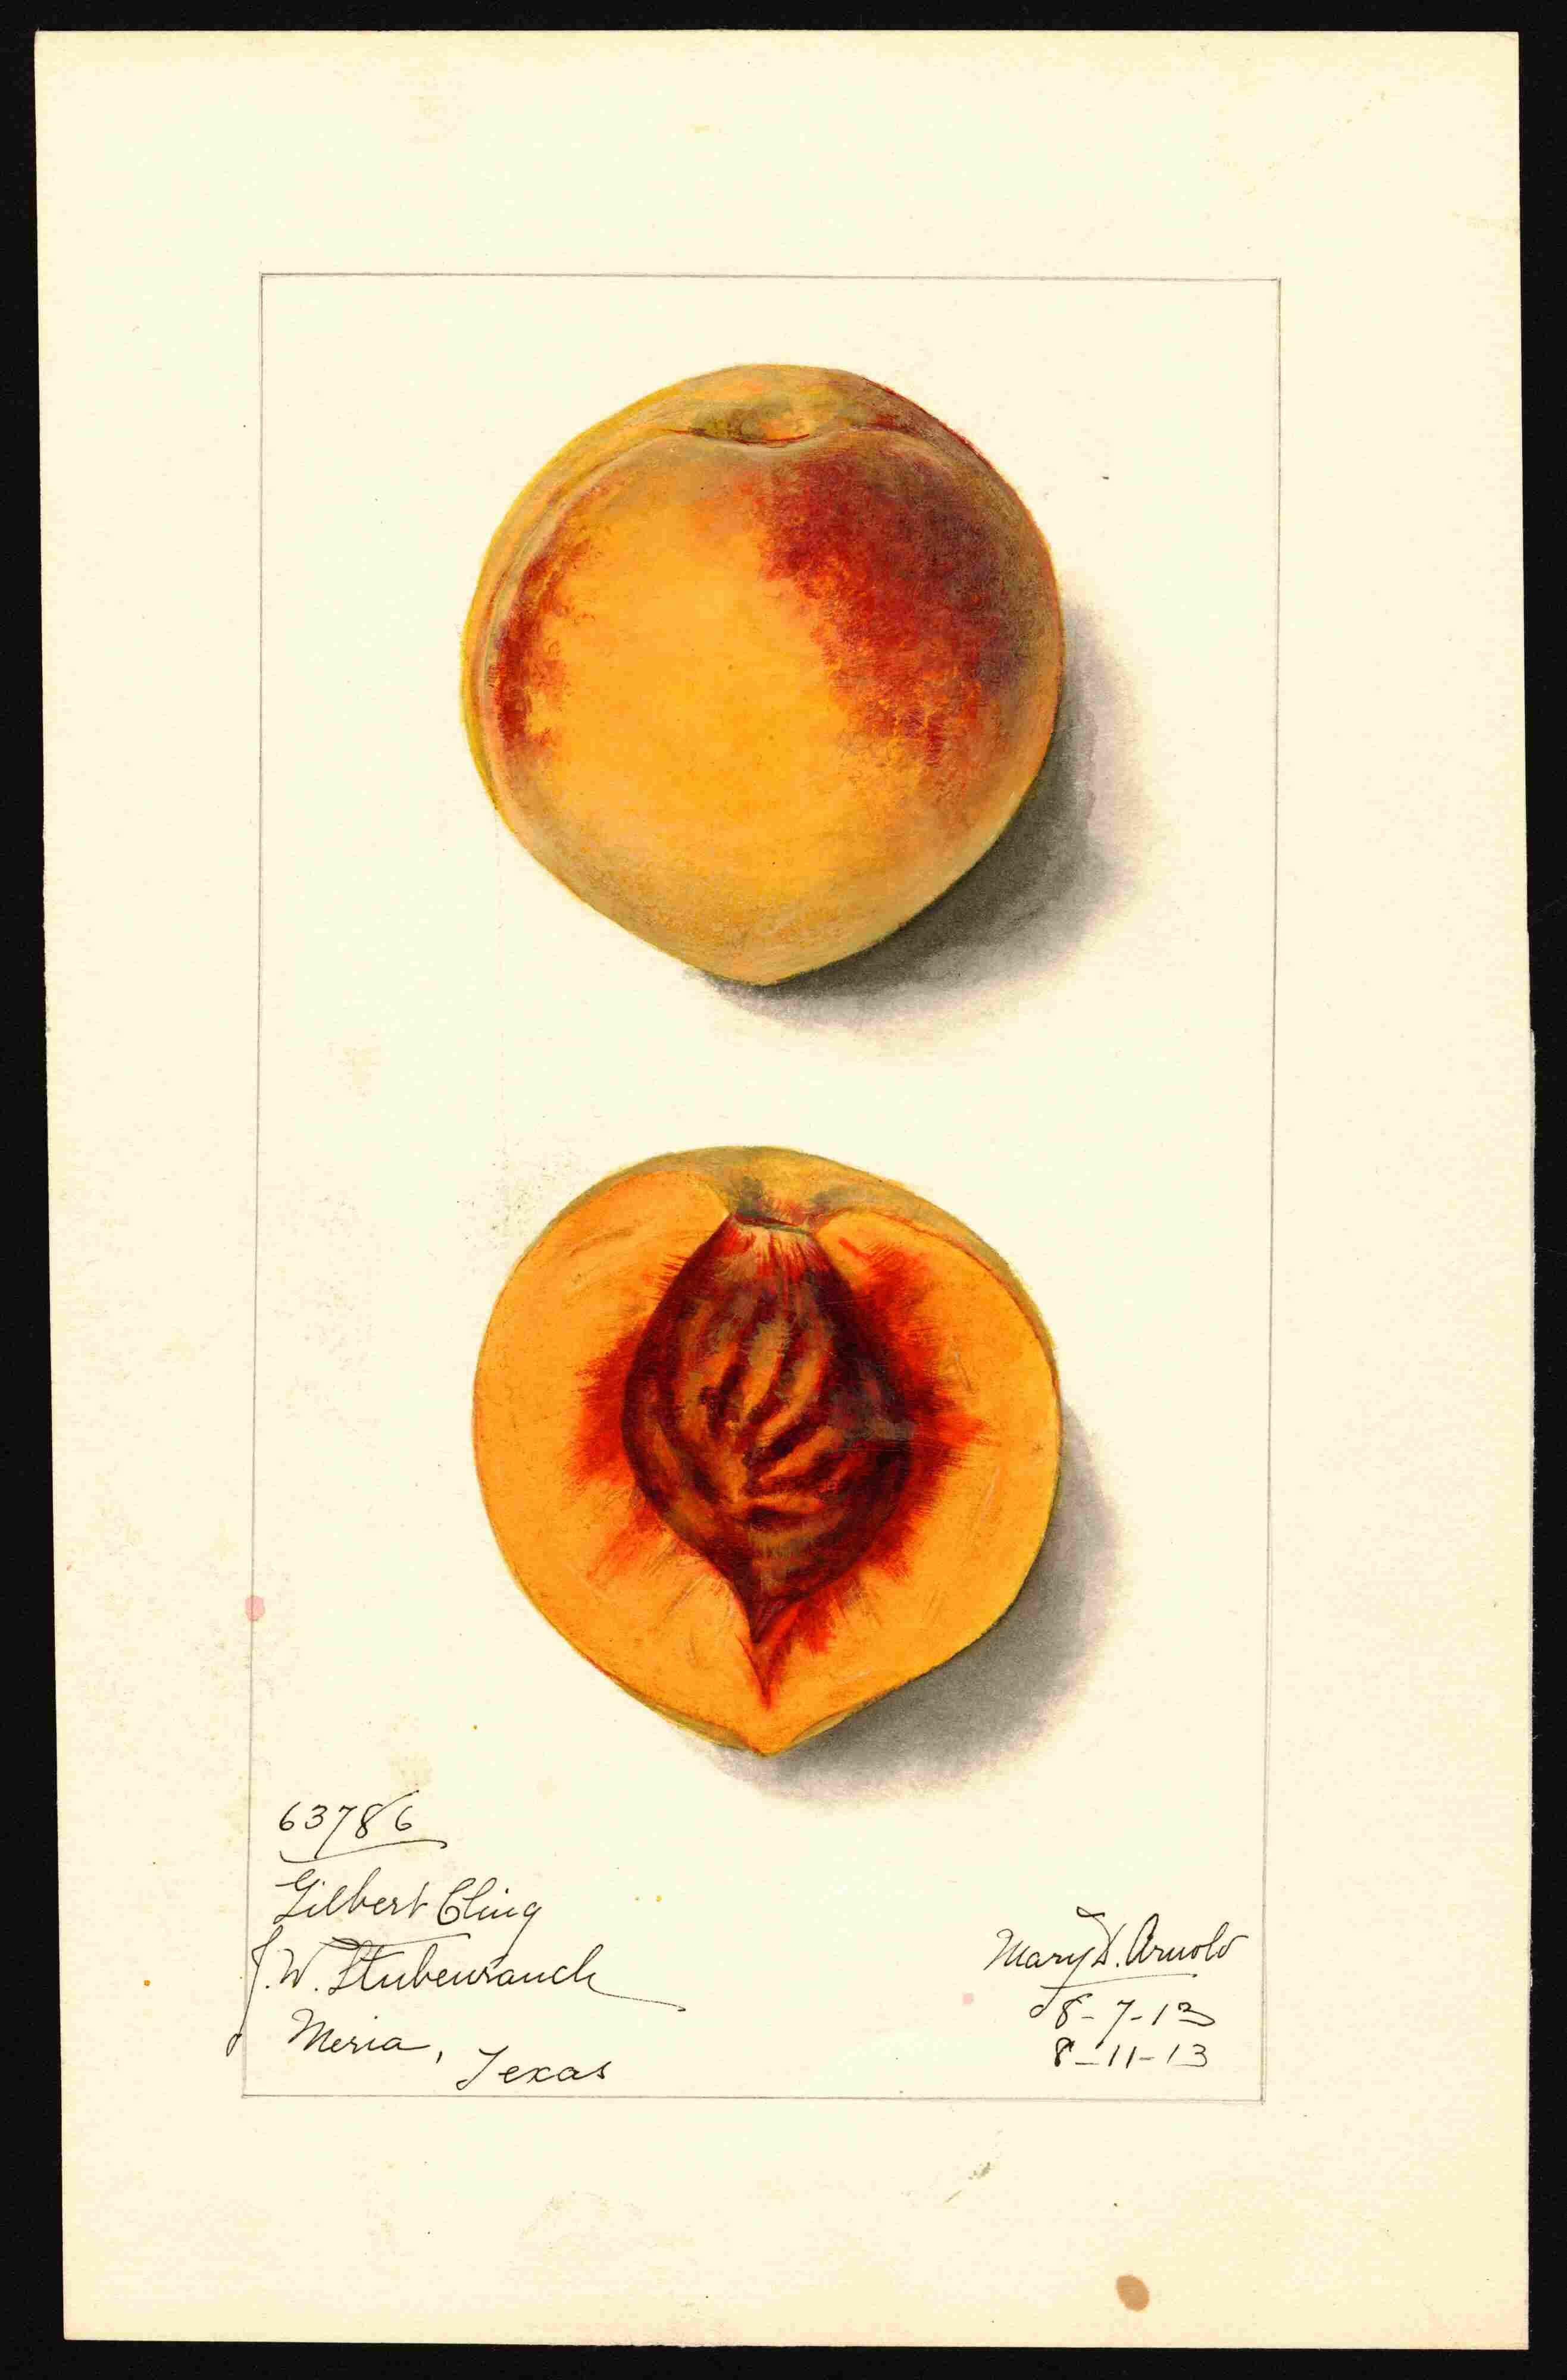 63786
Gilbert Cling
J. W. Stubenrauch
Mexia, Texas
Mary D. Arnold
8-7-13
8-11-13